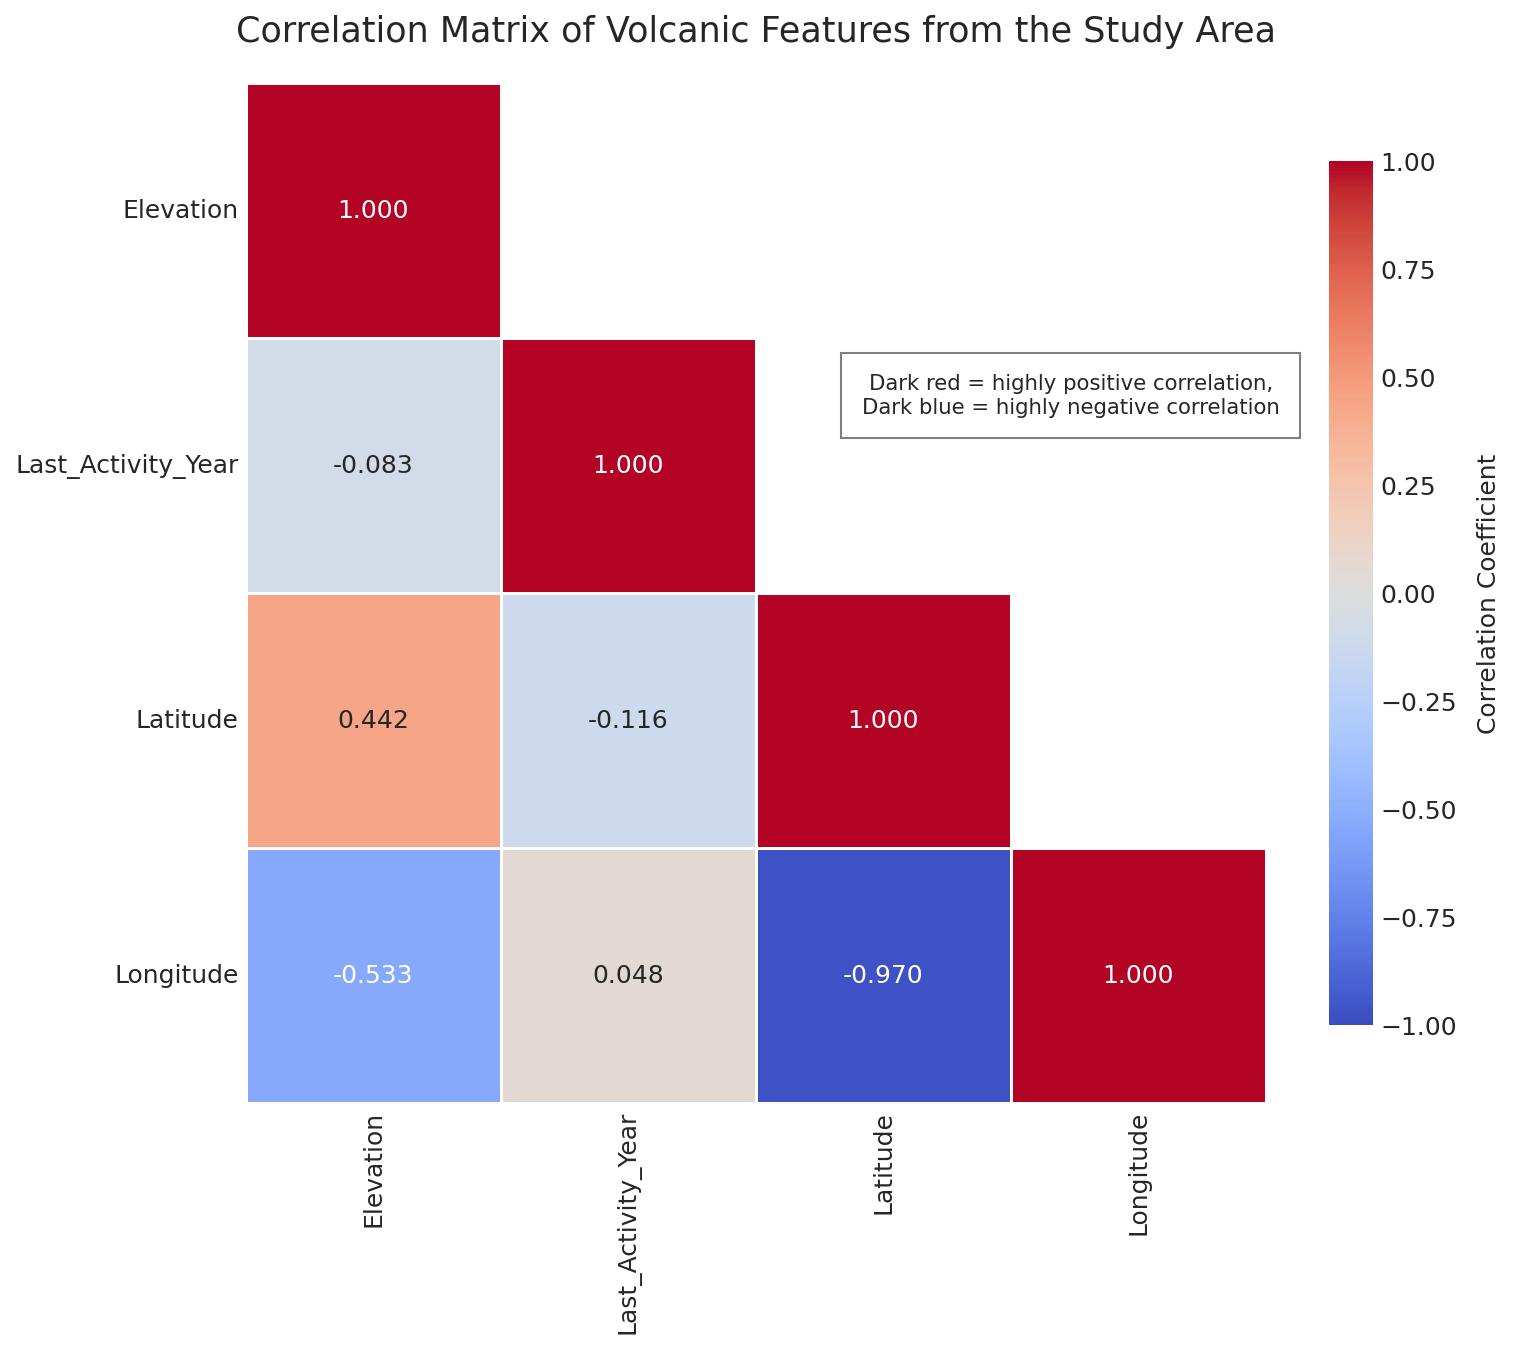 Correlation Matrix of Volcanic Features from the Study Area
Elevation
1.000
Last_Activity_Year
-0.083
1.000
Dark red = highly positive correlation,
Dark blue = highly negative correlation
Latitude
0.442
-0.116
1.000
Longitude
-0.533
0.048
-0.970
1.000
Elevation
Last_Activity_Year
Latitude
Longitude
1.00
0.75
0.50
0.25
0.00
−0.25
−0.50
−0.75
−1.00
Correlation Coefficient